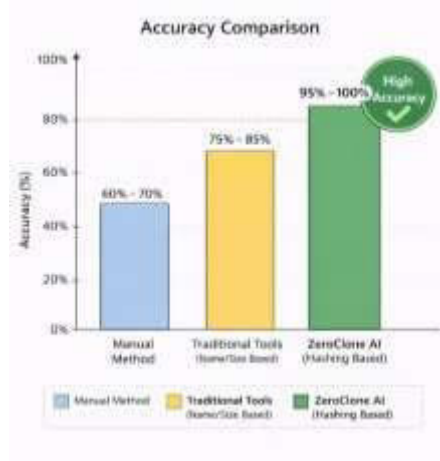 Accuracy Comparison
100%
80%
60%
40%
20%
0%
Accuracy (%)
60% - 70%
75% - 85%
95% - 100%
High
Accuracy
Manual
Method
Traditional Tools
(Name/Size Based)
ZeroClone AI
(Hashing Based)
Manual Method
Traditional Tools
(Name/Size Based)
ZeroClone AI
(Hashing Based)